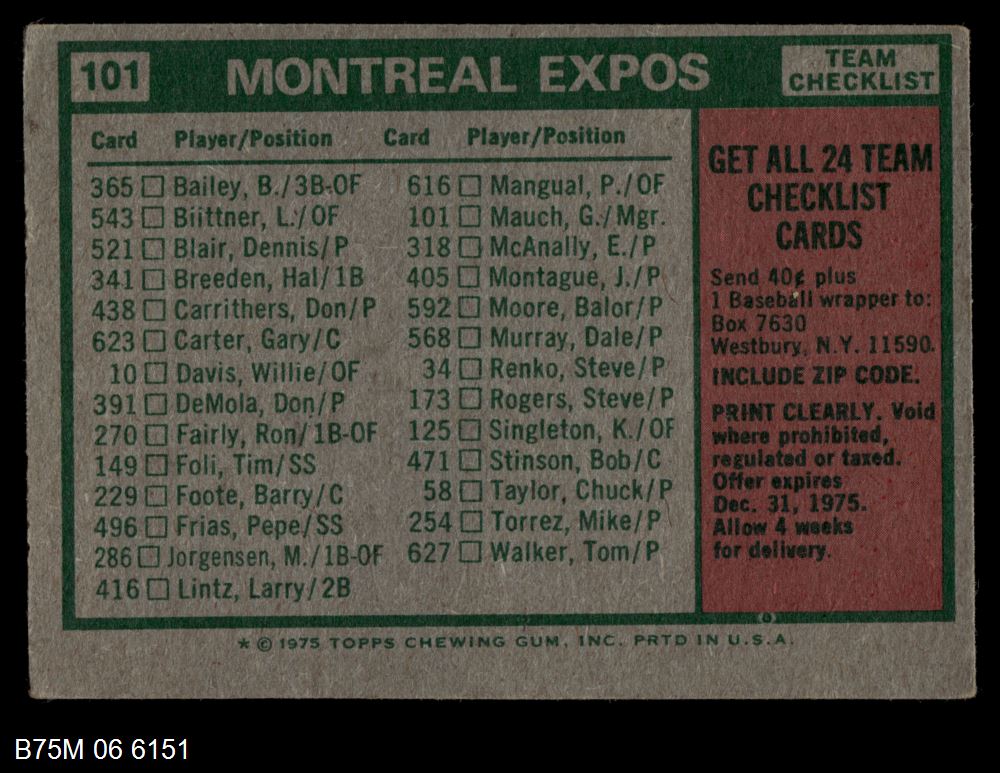 101 MONTREAL EXPOS TEAM CHECKLIST
Card Player/Position Card Player/Position
365 □ Bailey, B./3B-OF
543 □ Biittner, L./OF
521 □ Blair, Dennis/P
341 □ Breeden, Hal/1B
438 □ Carrithers, Don/P
623 □ Carter, Gary/C
10 □ Davis, Willie/OF
391 □ DeMola, Don/P
270 □ Fairly, Ron/1B-OF
149 □ Foli, Tim/SS
229 □ Foote, Barry/C
496 □ Frias, Pepe/SS
286 □ Jorgensen, M./1B-OF
416 □ Lintz, Larry/2B
616 □ Mangual, P./OF
101 □ Mauch, G./Mgr.
318 □ McAnally, E./P
405 □ Montague, J./P
592 □ Moore, Balor/P
568 □ Murray, Dale/P
34 □ Renko, Steve/P
173 □ Rogers, Steve/P
125 □ Singleton, K./OF
471 □ Stinson, Bob/C
58 □ Taylor, Chuck/P
254 □ Torrez, Mike/P
627 □ Walker, Tom/P
GET ALL 24 TEAM
CHECKLIST
CARDS
Send 40¢ plus
1 Baseball wrapper to:
Box 7630
Westbury, N.Y. 11590.
INCLUDE ZIP CODE.
PRINT CLEARLY. Void
where prohibited,
regulated or taxed.
Offer expires
Dec. 31, 1975.
Allow 4 weeks
for delivery.
* © 1975 TOPPS CHEWING GUM, INC. PRTD IN U.S.A.
B75M 06 6151